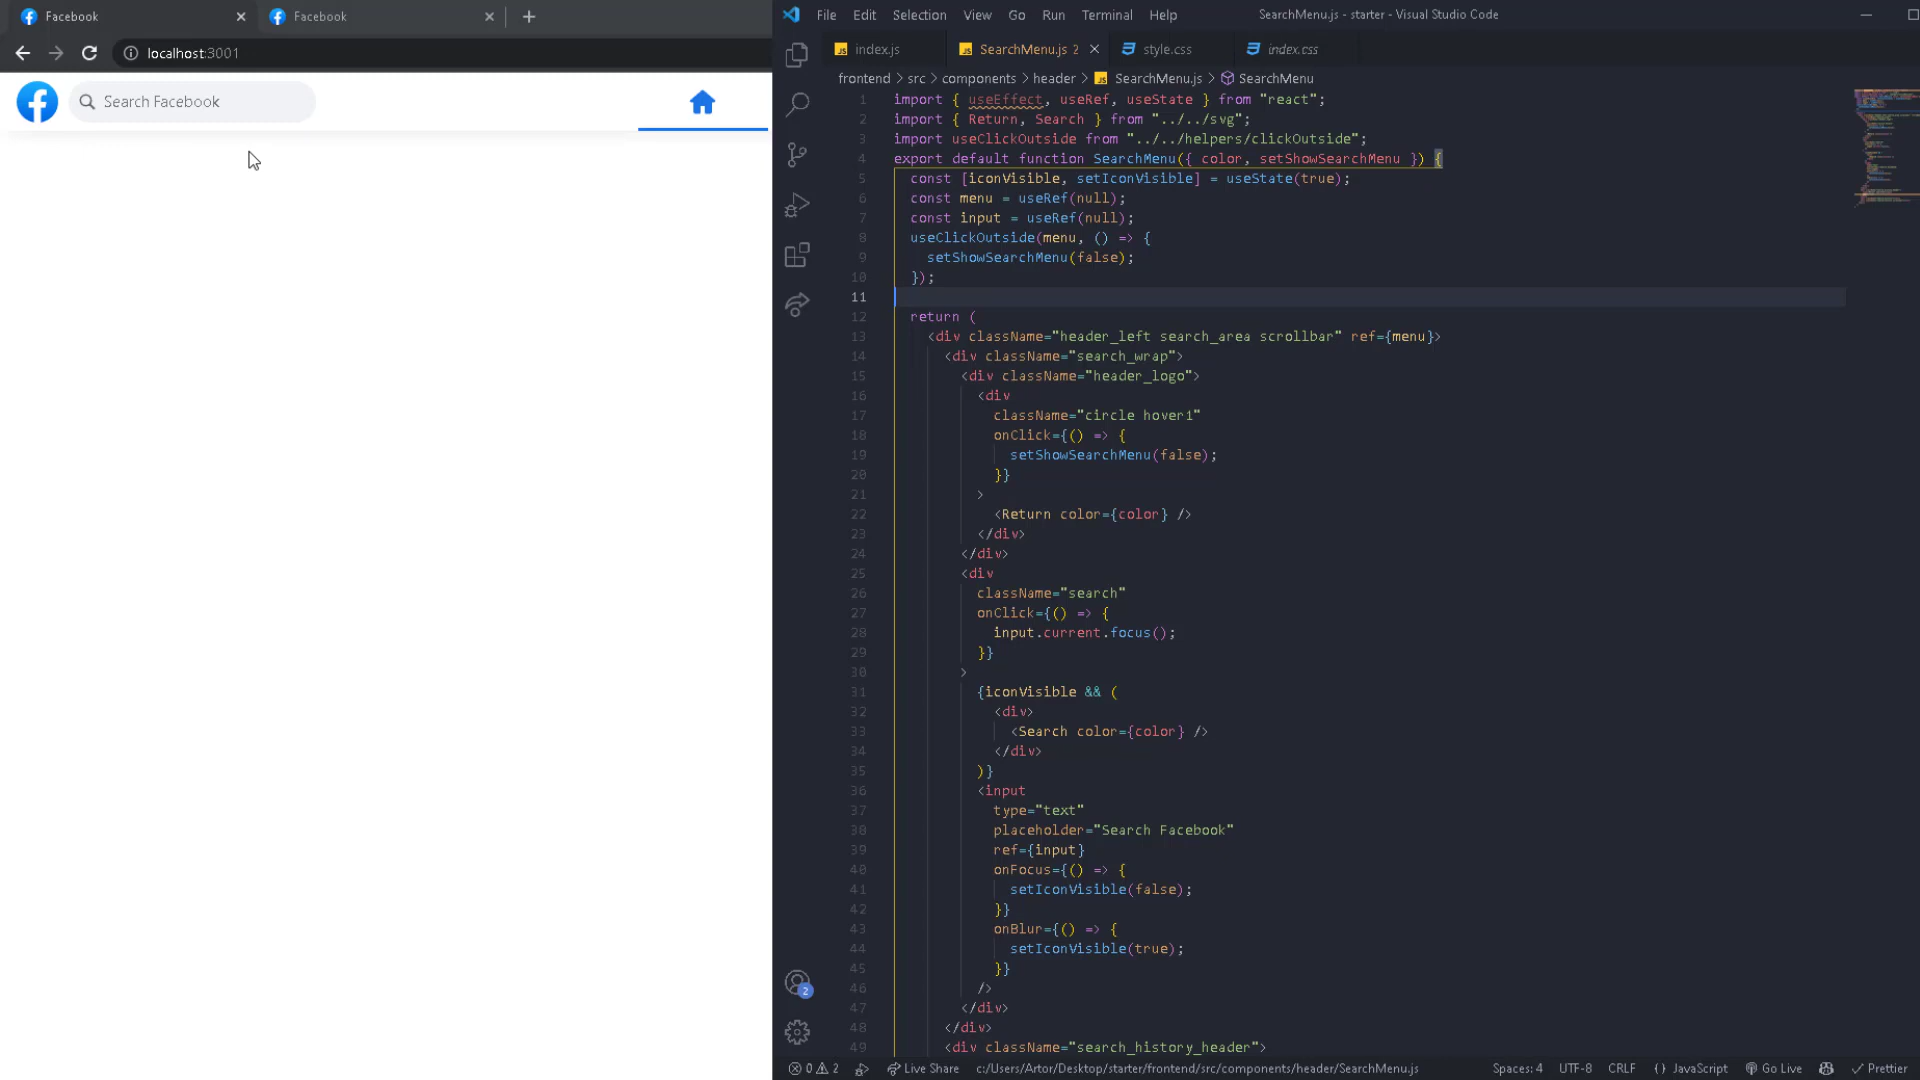 Facebook
Facebook
localhost:3001
Search Facebook
File Edit Selection View Go Run Terminal Help
SearchMenu.js - starter - Visual Studio Code
index.js
SearchMenu.js 2
style.css
index.css
frontend > src > components > header > SearchMenu.js > SearchMenu
1 import { useEffect, useRef, useState } from "react";
2 import { Return, Search } from "../../svg";
3 import useClickOutside from "../../helpers/clickOutside";
4 export default function SearchMenu({ color, setShowSearchMenu }) {
5 const [iconVisible, setIconVisible] = useState(true);
6 const menu = useRef(null);
7 const input = useRef(null);
8 useClickOutside(menu, () => {
9 setShowSearchMenu(false);
10 });
11
12 return (
13 <div className="header_left search_area scrollbar" ref={menu}>
14 <div className="search_wrap">
15 <div className="header_logo">
16 <div
17 className="circle hover1"
18 onClick={() => {
19 setShowSearchMenu(false);
20 }}
21 >
22 <Return color={color} />
23 </div>
24 </div>
25 <div
26 className="search"
27 onClick={() => {
28 input.current.focus();
29 }}
30 >
31 {iconVisible && (
32 <div>
33 <Search color={color} />
34 </div>
35 )}
36 <input
37 type="text"
38 placeholder="Search Facebook"
39 ref={input}
40 onFocus={() => {
41 setIconVisible(false);
42 }}
43 onBlur={() => {
44 setIconVisible(true);
45 }}
46 />
47 </div>
48 </div>
49 <div className="search_history_header">
2
0 2 Live Share c:/Users/Artor/Desktop/starter/frontend/src/components/header/SearchMenu.js Spaces: 4 UTF-8 CRLF {} JavaScript Go Live Prettier